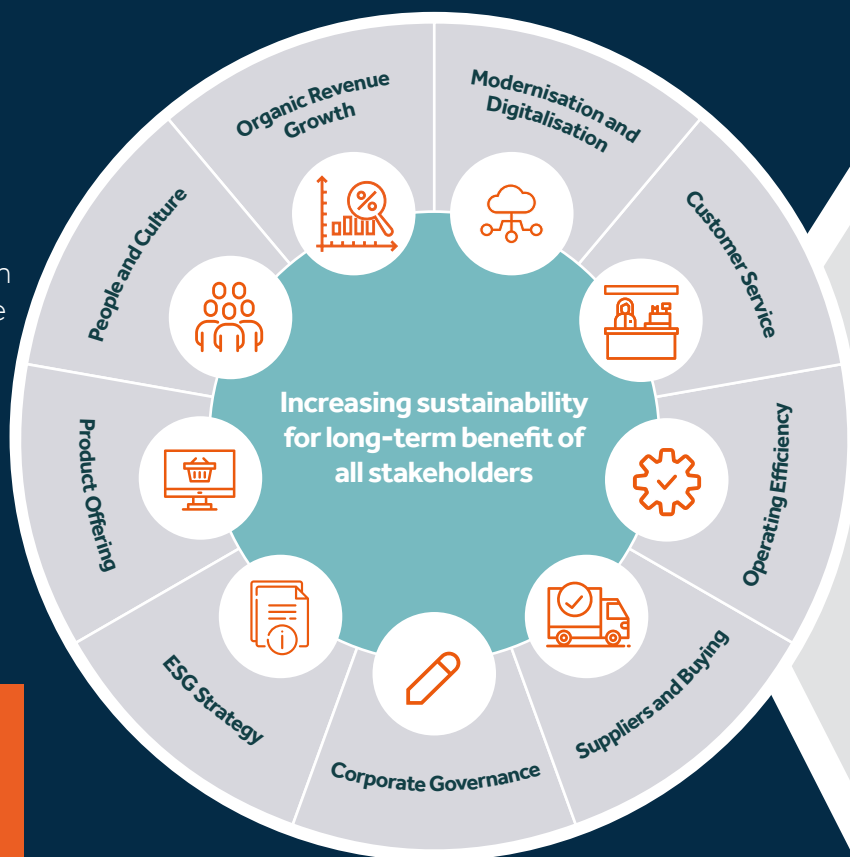 Organic Revenue
Growth
Modernisation and
Digitalisation
Customer Service
Operating Efficiency
Suppliers and Buying
Corporate Governance
ESG Strategy
Product Offering
People and Culture
Increasing sustainability
for long-term benefit of
all stakeholders
%
i